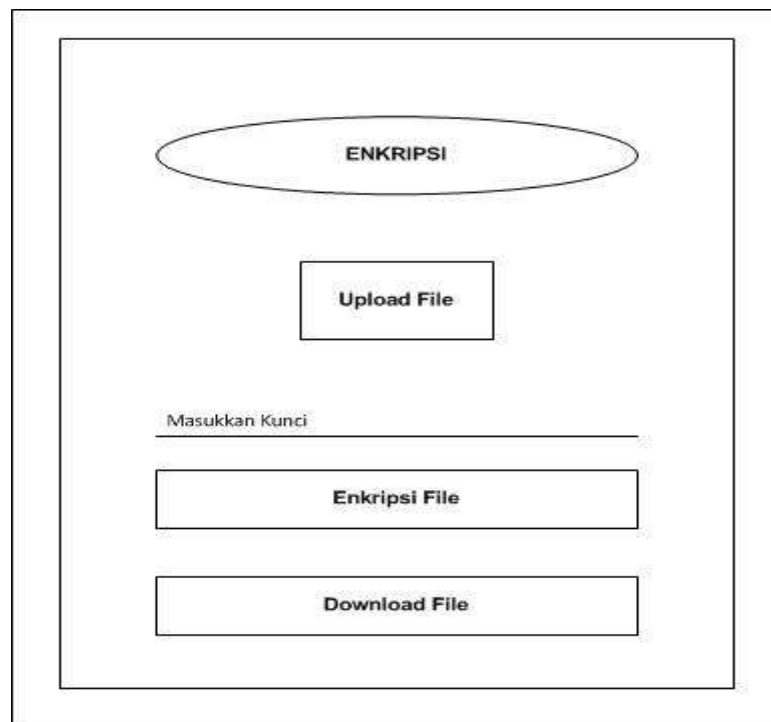 ENKRIPSI
Upload File
Masukkan Kunci
Enkripsi File
Download File